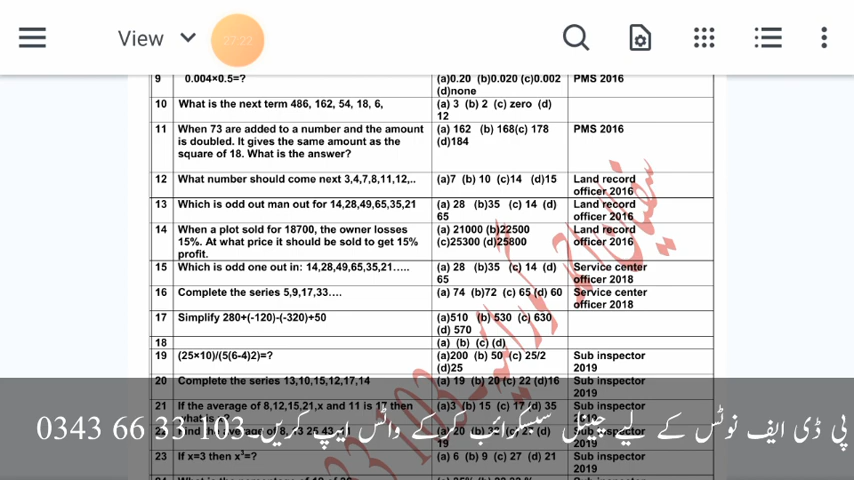 View
27:22
9 0.004×0.5=? (a)0.20 (b)0.020 (c)0.002 PMS 2016
(d)none
10 What is the next term 486, 162, 54, 18, 6, (a) 3 (b) 2 (c) zero (d)
12
11 When 73 are added to a number and the amount (a) 162 (b) 168(c) 178 PMS 2016
is doubled. It gives the same amount as the (d)184
square of 18. What is the answer?
12 What number should come next 3,4,7,8,11,12,.. (a)7 (b) 10 (c)14 (d)15 Land record
officer 2016
13 Which is odd out man out for 14,28,49,65,35,21 (a) 28 (b)35 (c) 14 (d) Land record
65 officer 2016
14 When a plot sold for 18700, the owner losses (a) 21000 (b)22500 Land record
15%. At what price it should be sold to get 15% (c)25300 (d)25800 officer 2016
profit.
15 Which is odd one out in: 14,28,49,65,35,21..... (a) 28 (b)35 (c) 14 (d) Service center
65 officer 2018
16 Complete the series 5,9,17,33.... (a) 74 (b)72 (c) 65 (d) 60 Service center
officer 2018
17 Simplify 280+(-120)-(-320)+50 (a)510 (b) 530 (c) 630
(d) 570
18 (a) (b) (c) (d)
19 (25×10)/(5(6-4)2)=? (a)200 (b) 50 (c) 25/2 Sub inspector
(d)25 2019
20 Complete the series 13,10,15,12,17,14 (a) 19 (b) 20 (c) 22 (d)16 Sub inspector
2019
21 If the average of 8,12,15,21,x and 11 is 17 then (a)3 (b) 15 (c) 17 (d) 35 Sub inspector
what is
پی ڈی ایف نوٹس کے لیے چینل سبسکرائب کر کے واٹس ایپ کریں۔ 103 33 66 0343
19 2019
23 If x=3 then x³=? (a) 6 (b) 9 (c) 27 (d) 21 Sub inspector
2019